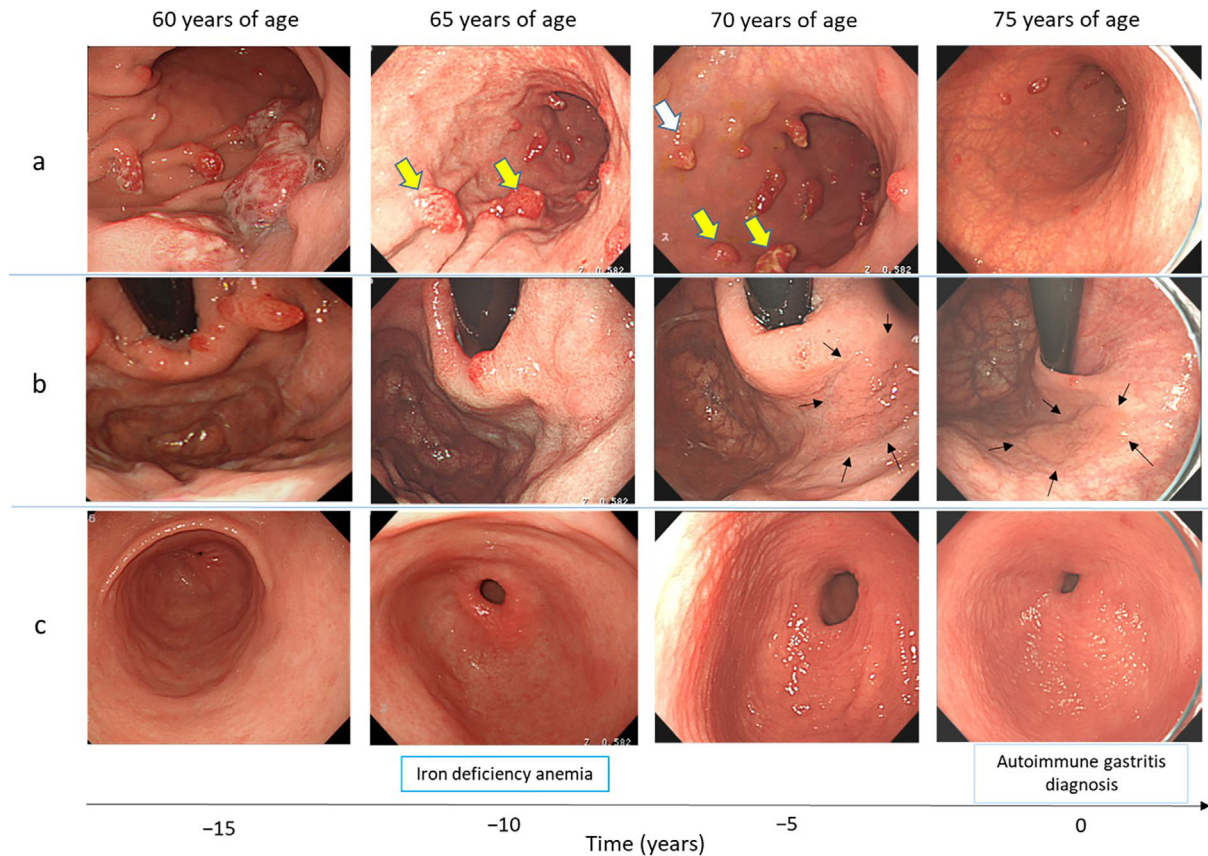 60 years of age
65 years of age
70 years of age
75 years of age
a
Z 0.582
ス
Z 0.582
b
Z 0.582
c
Z 0.582
Iron deficiency anemia
Autoimmune gastritis
diagnosis
−15
−10
−5
0
Time (years)